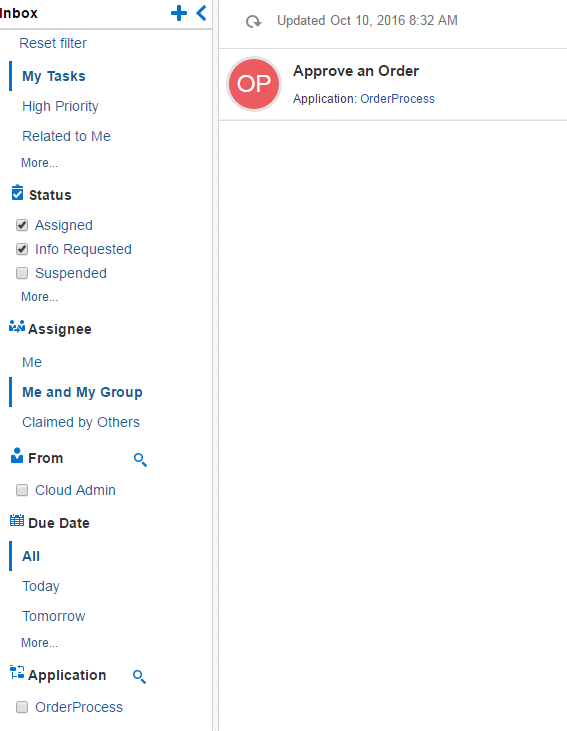 Inbox
Reset filter
My Tasks
High Priority
Related to Me
More...
Status
Assigned
Info Requested
Suspended
More...
Assignee
Me
Me and My Group
Claimed by Others
From
Cloud Admin
Due Date
All
Today
Tomorrow
More...
Application
OrderProcess
Updated Oct 10, 2016 8:32 AM
OP
Approve an Order
Application: OrderProcess